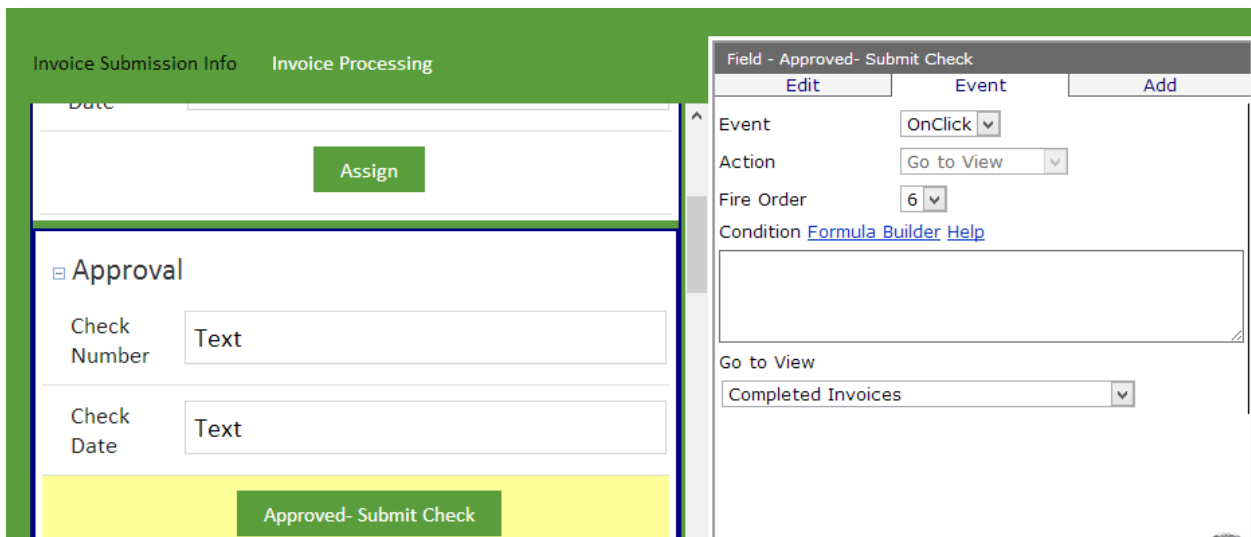 Invoice Submission Info Invoice Processing
Date
Assign
Approval
Check
Number
Text
Check
Date
Text
Approved- Submit Check
Field - Approved- Submit Check
Edit Event Add
Event OnClick
Action Go to View
Fire Order 6
Condition Formula Builder Help
Go to View
Completed Invoices